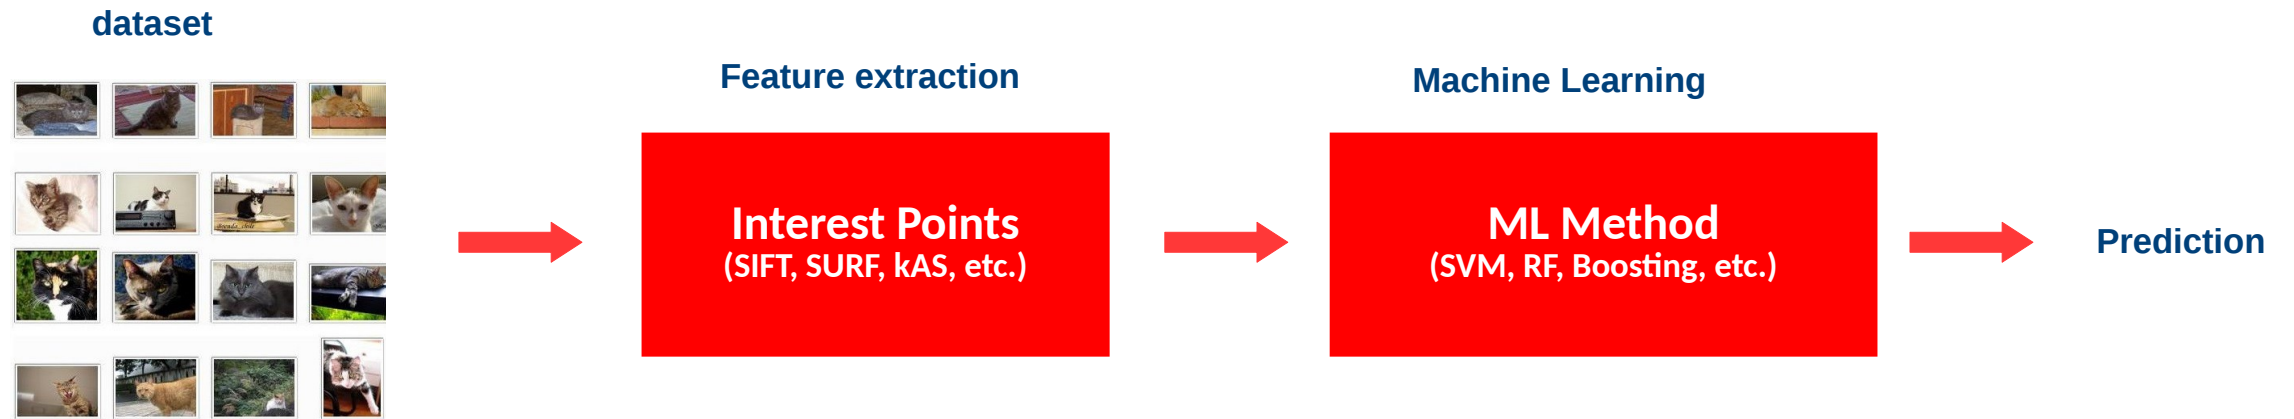 dataset
Feature extraction
Machine Learning
Interest Points
(SIFT, SURF, kAS, etc.)
ML Method
(SVM, RF, Boosting, etc.)
Prediction